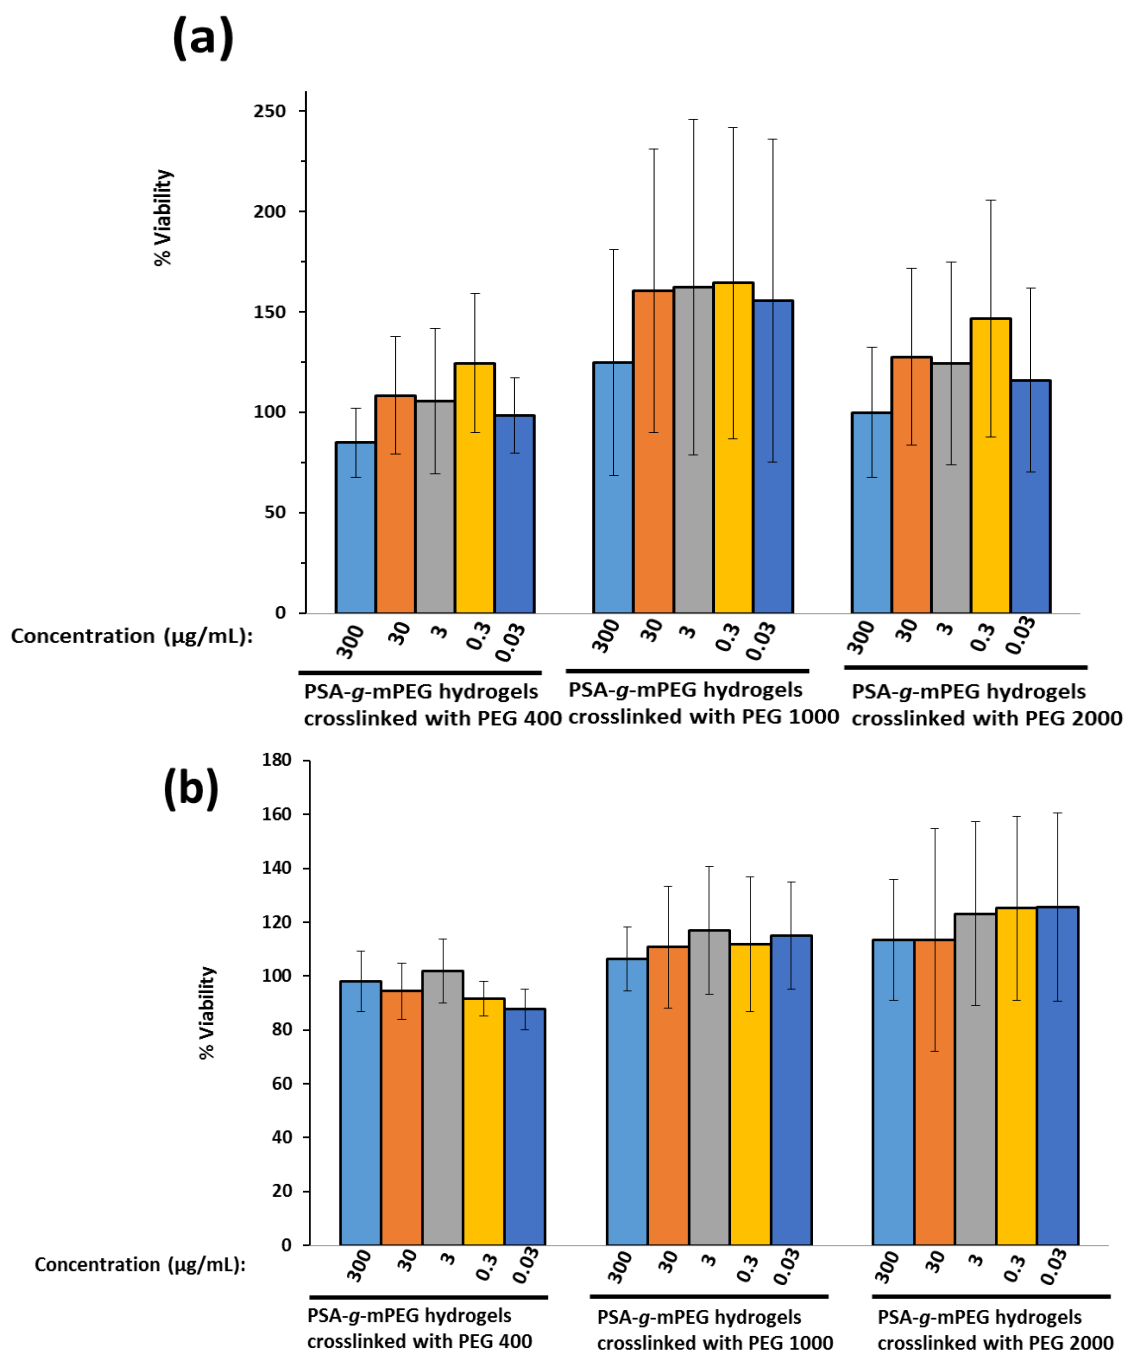 (a)
250
200
150
100
50
0
% Viability
Concentration (µg/mL):
300 30 3 0.3 0.03 300 30 3 0.3 0.03 300 30 3 0.3 0.03
PSA-g-mPEG hydrogels
crosslinked with PEG 400
PSA-g-mPEG hydrogels
crosslinked with PEG 1000
PSA-g-mPEG hydrogels
crosslinked with PEG 2000
(b)
180
160
140
120
100
80
60
40
20
0
% Viability
Concentration (µg/mL):
300 30 3 0.3 0.03 300 30 3 0.3 0.03 300 30 3 0.3 0.03
PSA-g-mPEG hydrogels
crosslinked with PEG 400
PSA-g-mPEG hydrogels
crosslinked with PEG 1000
PSA-g-mPEG hydrogels
crosslinked with PEG 2000